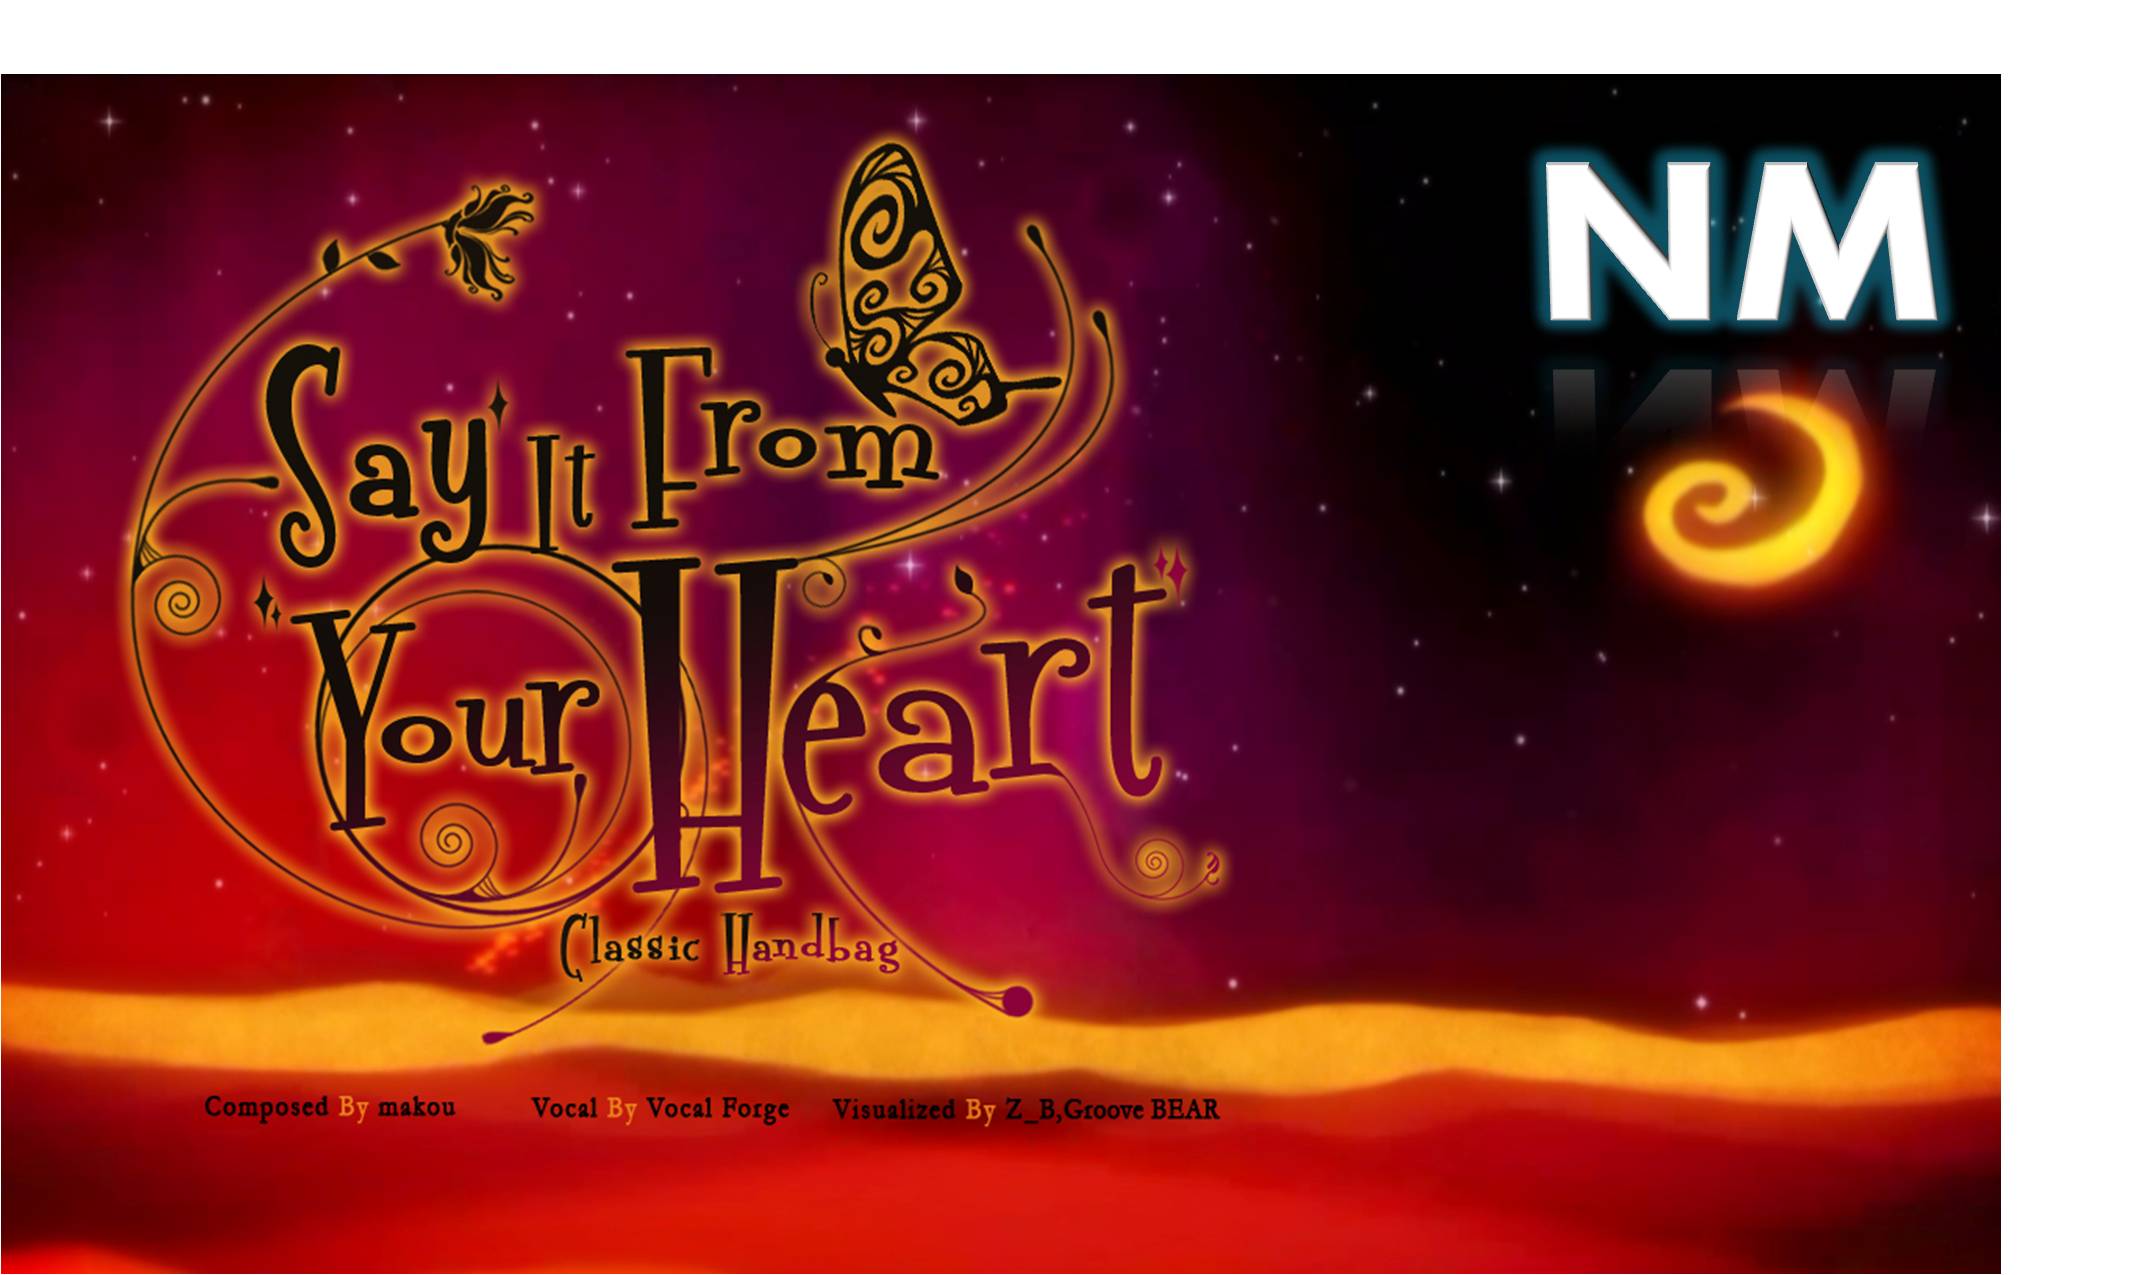 NM
Say It From
Your Heart
Classic Handbag
Composed By makou
Vocal By Vocal Forge
Visualized By Z_B,Groove BEAR